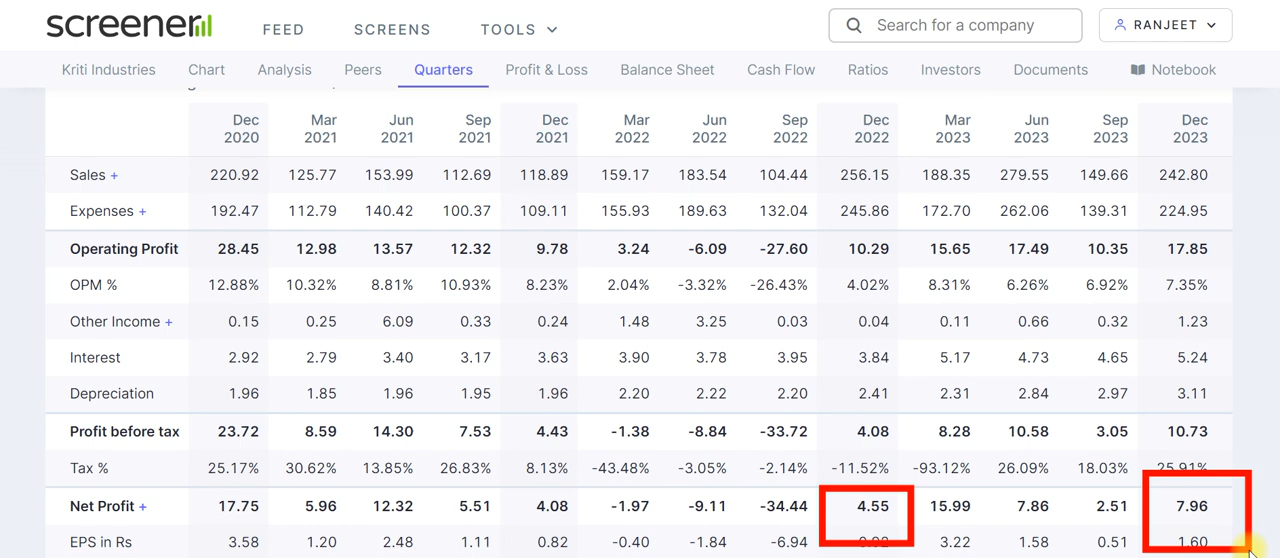 screener FEED SCREENS TOOLS Search for a company RANJEET
Kriti Industries Chart Analysis Peers Quarters Profit & Loss Balance Sheet Cash Flow Ratios Investors Documents Notebook
Dec Mar Jun Sep Dec Mar Jun Sep Dec Mar Jun Sep Dec
2020 2021 2021 2021 2021 2022 2022 2022 2022 2023 2023 2023 2023
Sales + 220.92 125.77 153.99 112.69 118.89 159.17 183.54 104.44 256.15 188.35 279.55 149.66 242.80
Expenses + 192.47 112.79 140.42 100.37 109.11 155.93 189.63 132.04 245.86 172.70 262.06 139.31 224.95
Operating Profit 28.45 12.98 13.57 12.32 9.78 3.24 -6.09 -27.60 10.29 15.65 17.49 10.35 17.85
OPM % 12.88% 10.32% 8.81% 10.93% 8.23% 2.04% -3.32% -26.43% 4.02% 8.31% 6.26% 6.92% 7.35%
Other Income + 0.15 0.25 6.09 0.33 0.24 1.48 3.25 0.03 0.04 0.11 0.66 0.32 1.23
Interest 2.92 2.79 3.40 3.17 3.63 3.90 3.78 3.95 3.84 5.17 4.73 4.65 5.24
Depreciation 1.96 1.85 1.96 1.95 1.96 2.20 2.22 2.20 2.41 2.31 2.84 2.97 3.11
Profit before tax 23.72 8.59 14.30 7.53 4.43 -1.38 -8.84 -33.72 4.08 8.28 10.58 3.05 10.73
Tax % 25.17% 30.62% 13.85% 26.83% 8.13% -43.48% -3.05% -2.14% -11.52% -93.12% 26.09% 18.03% 25.91%
Net Profit + 17.75 5.96 12.32 5.51 4.08 -1.97 -9.11 -34.44 4.55 15.99 7.86 2.51 7.96
EPS in Rs 3.58 1.20 2.48 1.11 0.82 -0.40 -1.84 -6.94 3.22 1.58 0.51 1.60